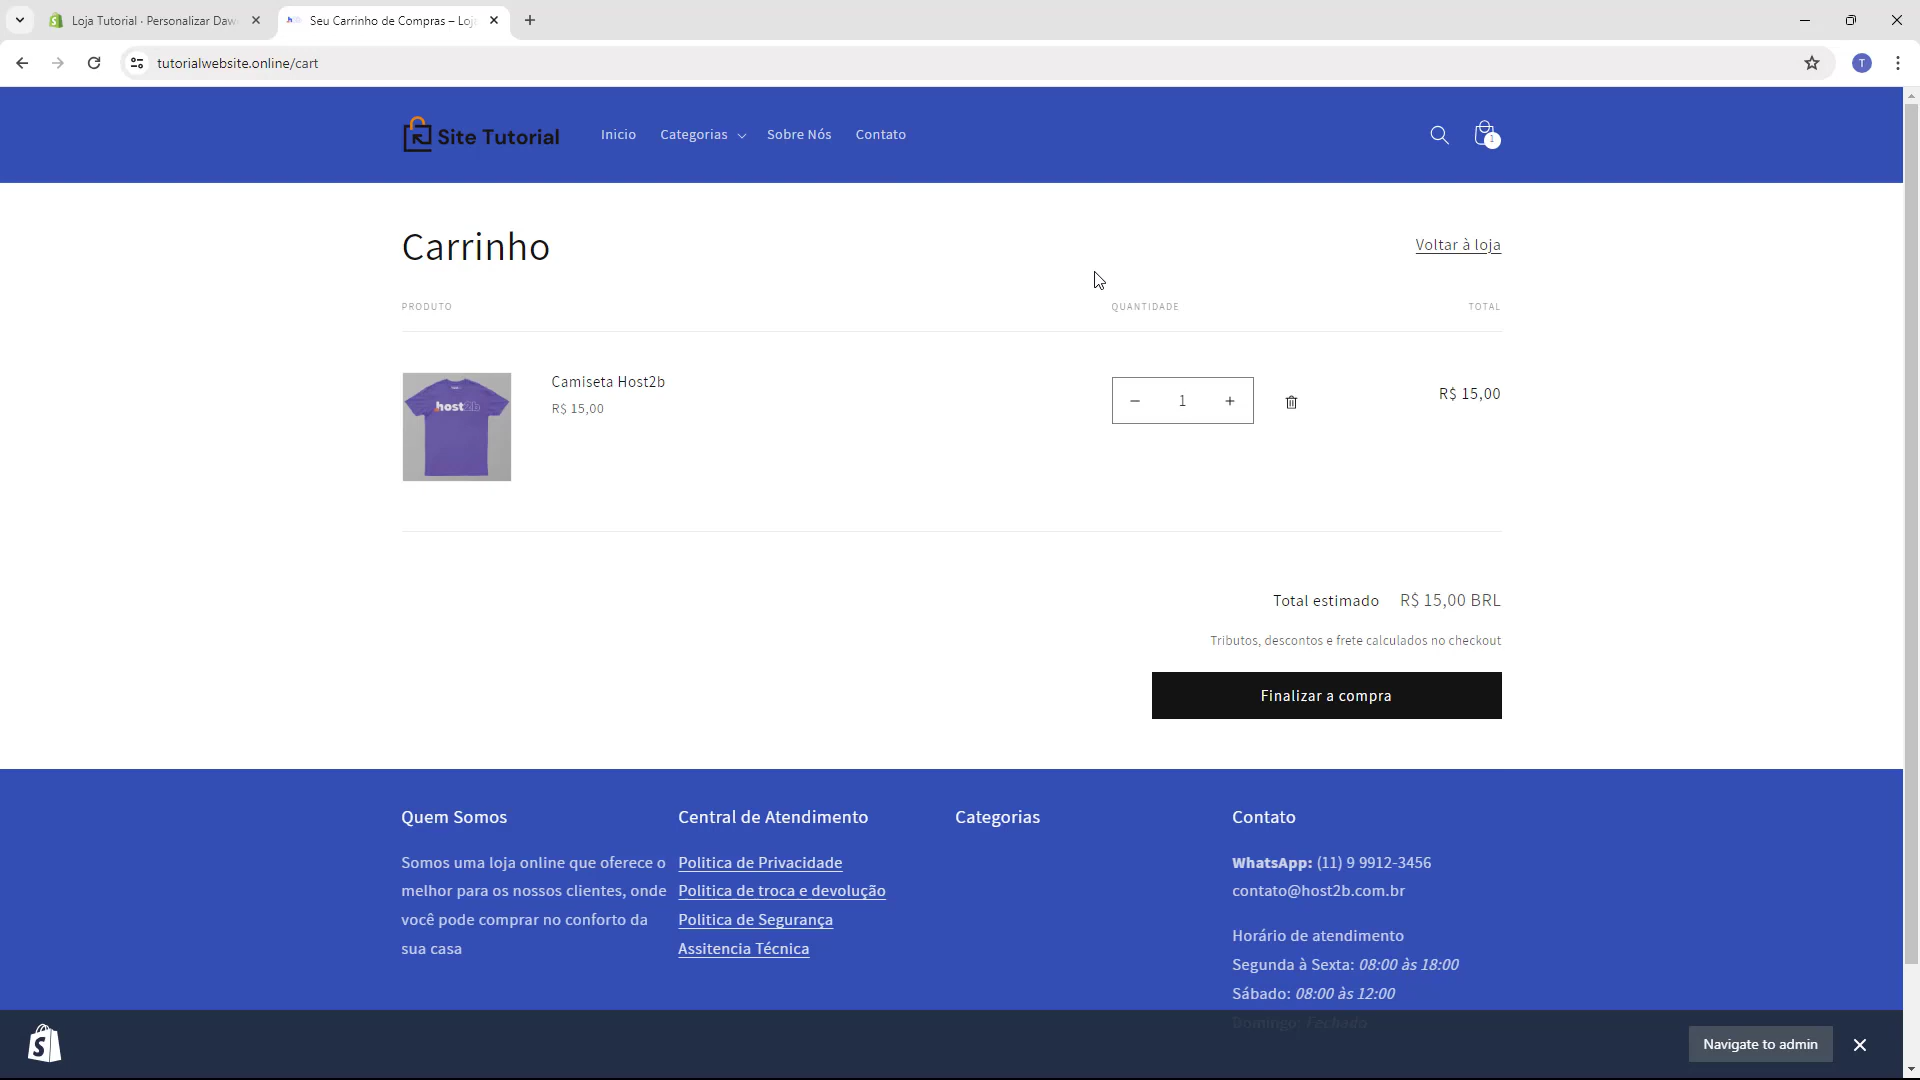 Loja Tutorial · Personalizar Daw
Seu Carrinho de Compras – Loj
tutorialwebsite.online/cart
T
Site Tutorial
Inicio
Categorias
Sobre Nós
Contato
1
Carrinho
Voltar à loja
PRODUTO
QUANTIDADE
TOTAL
host2b
Camiseta Host2b
R$ 15,00
− 1 +
R$ 15,00
Total estimado R$ 15,00 BRL
Tributos, descontos e frete calculados no checkout
Finalizar a compra
Quem Somos
Somos uma loja online que oferece o
melhor para os nossos clientes, onde
você pode comprar no conforto da
sua casa
Central de Atendimento
Politica de Privacidade
Politica de troca e devolução
Politica de Segurança
Assitencia Técnica
Categorias
Contato
WhatsApp: (11) 9 9912-3456
contato@host2b.com.br
Horário de atendimento
Segunda à Sexta: 08:00 às 18:00
Sábado: 08:00 às 12:00
Domingo: Fechado
Navigate to admin